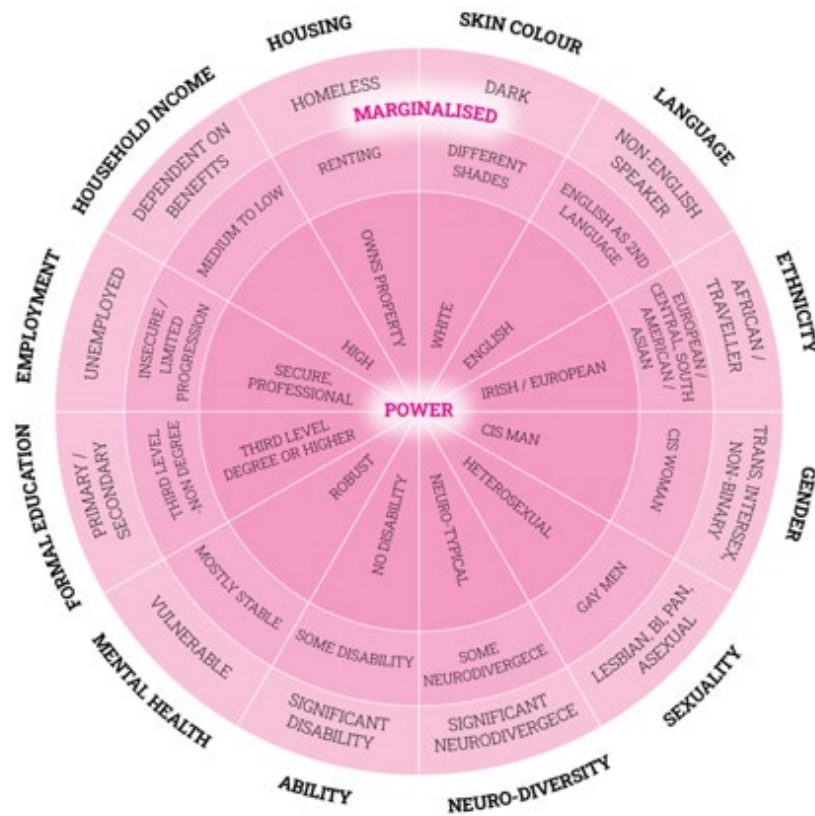 HOUSING
SKIN COLOUR
LANGUAGE
ETHNICITY
GENDER
SEXUALITY
NEURO-DIVERSITY
ABILITY
MENTAL HEALTH
FORMAL EDUCATION
EMPLOYMENT
HOUSEHOLD INCOME
MARGINALISED
HOMELESS
DARK
NON-ENGLISH
SPEAKER
AFRICAN /
TRAVELLER
TRANS, INTERSEX,
NON-BINARY
LESBIAN, BI, PAN,
ASEXUAL
SIGNIFICANT
NEURODIVERGECE
SIGNIFICANT
DISABILITY
VULNERABLE
PRIMARY /
SECONDARY
UNEMPLOYED
DEPENDENT ON
BENEFITS
RENTING
DIFFERENT
SHADES
ENGLISH AS 2ND
LANGUAGE
EUROPEAN /
CENTRAL, SOUTH
AMERICAN /
ASIAN
CIS WOMAN
GAY MEN
SOME
NEURODIVERGECE
SOME DISABILITY
MOSTLY STABLE
THIRD LEVEL
-NON DEGREE
INSECURE /
LIMITED
PROGRESSION
MEDIUM TO LOW
OWNS PROPERTY
WHITE
ENGLISH
IRISH / EUROPEAN
CIS MAN
HETEROSEXUAL
NEURO-TYPICAL
NO DISABILITY
ROBUST
THIRD LEVEL
DEGREE OR HIGHER
SECURE,
PROFESSIONAL
HIGH
POWER